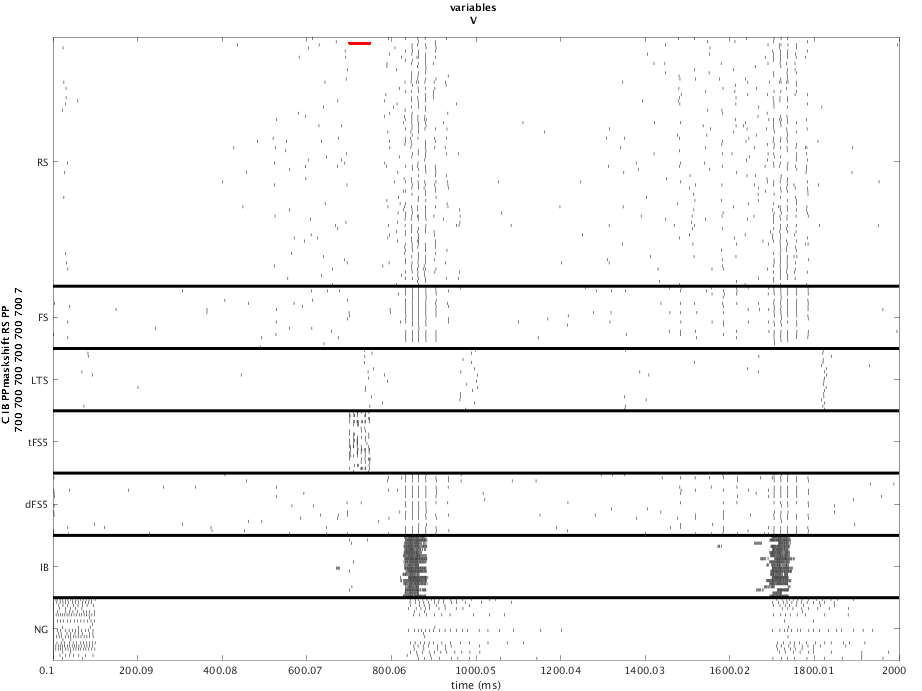 variables
V
C IB PPmaskshift RS PP
700 700 700 700 700 700 700 7
RS
FS
LTS
tFS5
dFS5
IB
NG
0.1 200.09 400.08 600.07 800.06 1000.05 1200.04 1400.03 1600.02 1800.01 2000
time (ms)